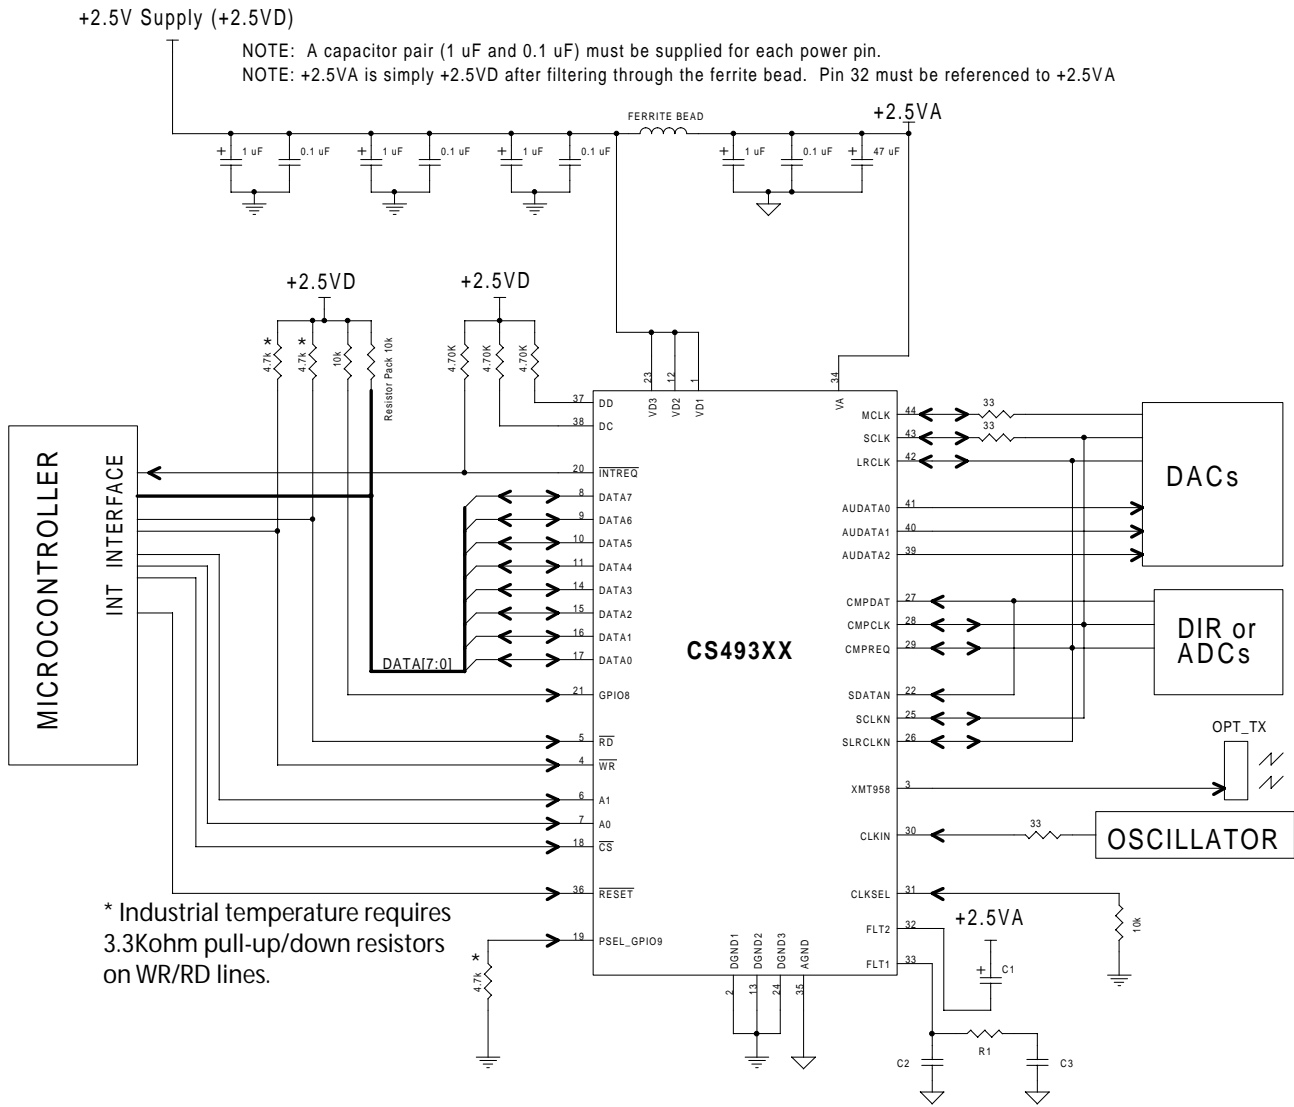 +2.5V Supply (+2.5VD)
NOTE: A capacitor pair (1 uF and 0.1 uF) must be supplied for each power pin.
NOTE: +2.5VA is simply +2.5VD after filtering through the ferrite bead. Pin 32 must be referenced to +2.5VA
FERRITE BEAD
+2.5VA
+ 1 uF
0.1 uF
+ 1 uF
0.1 uF
+ 1 uF
0.1 uF
+ 1 uF
0.1 uF
+ 47 uF
+2.5VD
+2.5VD
4.7k *
4.7k *
10k
Resistor Pack 10k
4.70K
4.70K
4.70K
MICROCONTROLLER
INT INTERFACE
DATA[7:0]
CS493XX
23 VD3
12 VD2
1 VD1
34 VA
37 DD
38 DC
20 INTREQ
8 DATA7
9 DATA6
10 DATA5
11 DATA4
14 DATA3
15 DATA2
16 DATA1
17 DATA0
21 GPIO8
5 RD
4 WR
6 A1
7 A0
18 CS
36 RESET
19 PSEL_GPIO9
MCLK 44 33
SCLK 43 33
LRCLK 42
AUDATA0 41
AUDATA1 40
AUDATA2 39
CMPDAT 27
CMPCLK 28
CMPREQ 29
SDATAN 22
SCLKN 25
SLRCLKN 26
XMT958 3
CLKIN 30 33
CLKSEL 31
FLT2 32
FLT1 33
DACs
DIR or
ADCs
OPT_TX
OSCILLATOR
+2.5VA
10k
+ C1
R1
C2
C3
DGND1 2
DGND2 13
DGND3 24
AGND 35
4.7k *
* Industrial temperature requires
3.3Kohm pull-up/down resistors
on WR/RD lines.